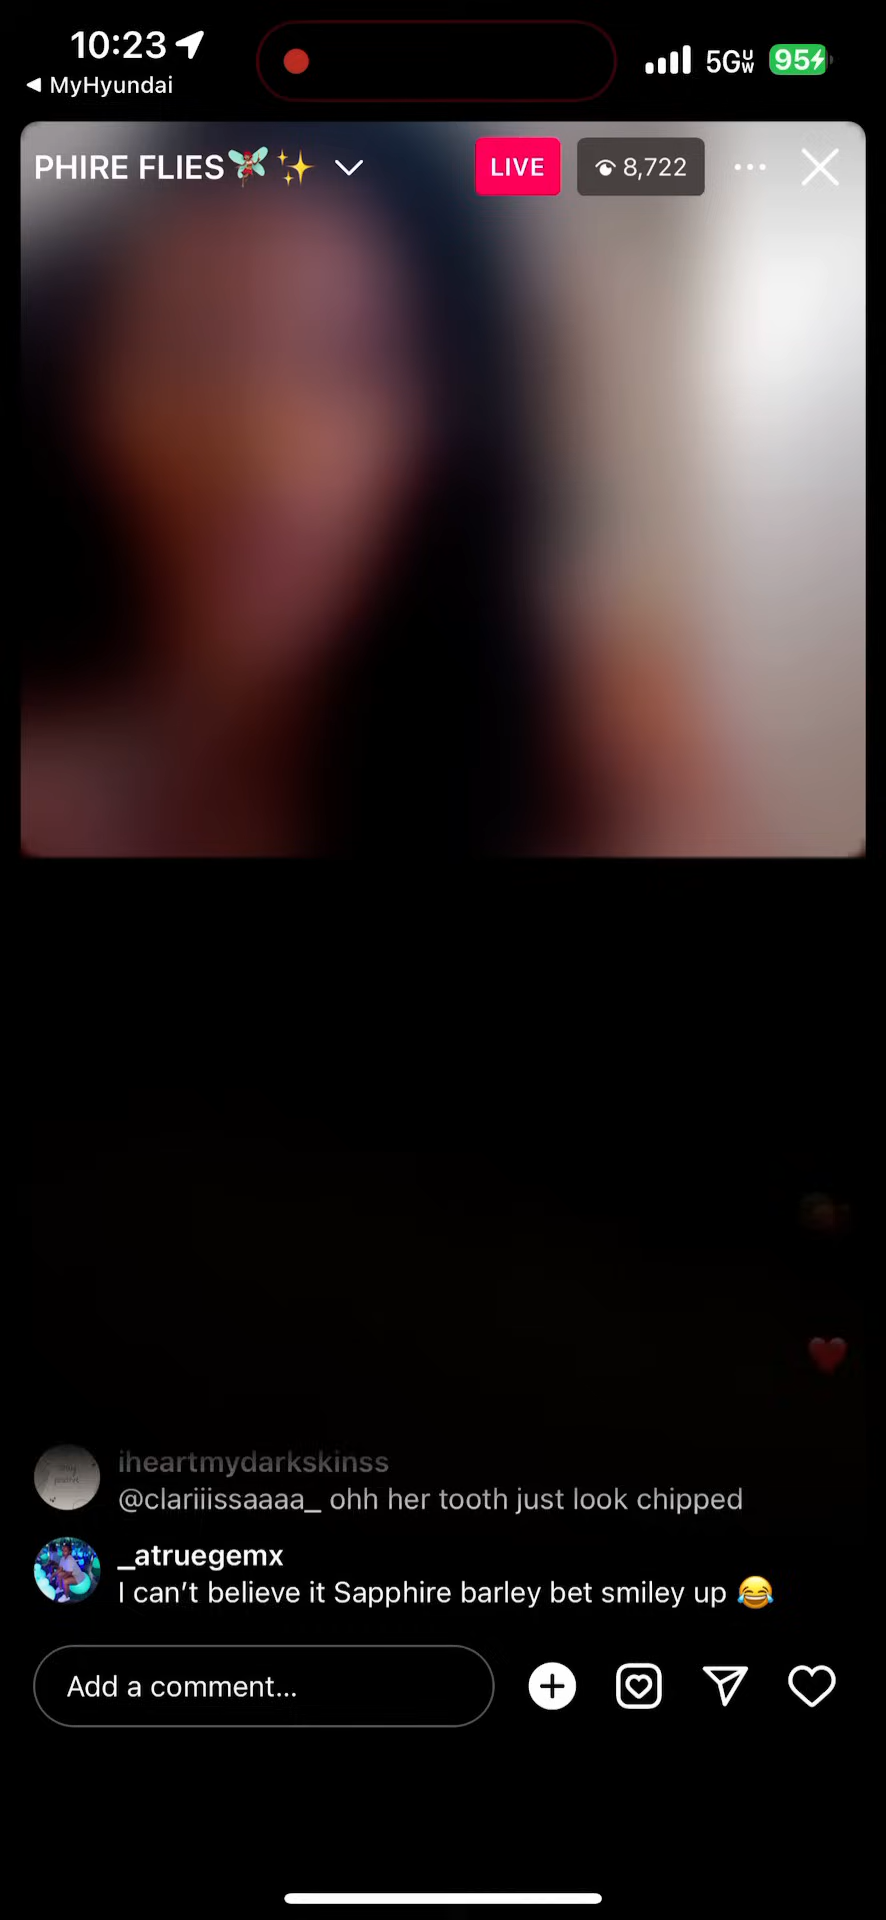 10:23
5G UW
95
◀ MyHyundai
PHIRE FLIES🧚✨
LIVE
8,722
iheartmydarkskinss
@clariiissaaaa_ ohh her tooth just look chipped
_atruegemx
I can’t believe it Sapphire barley bet smiley up 😂
Add a comment...